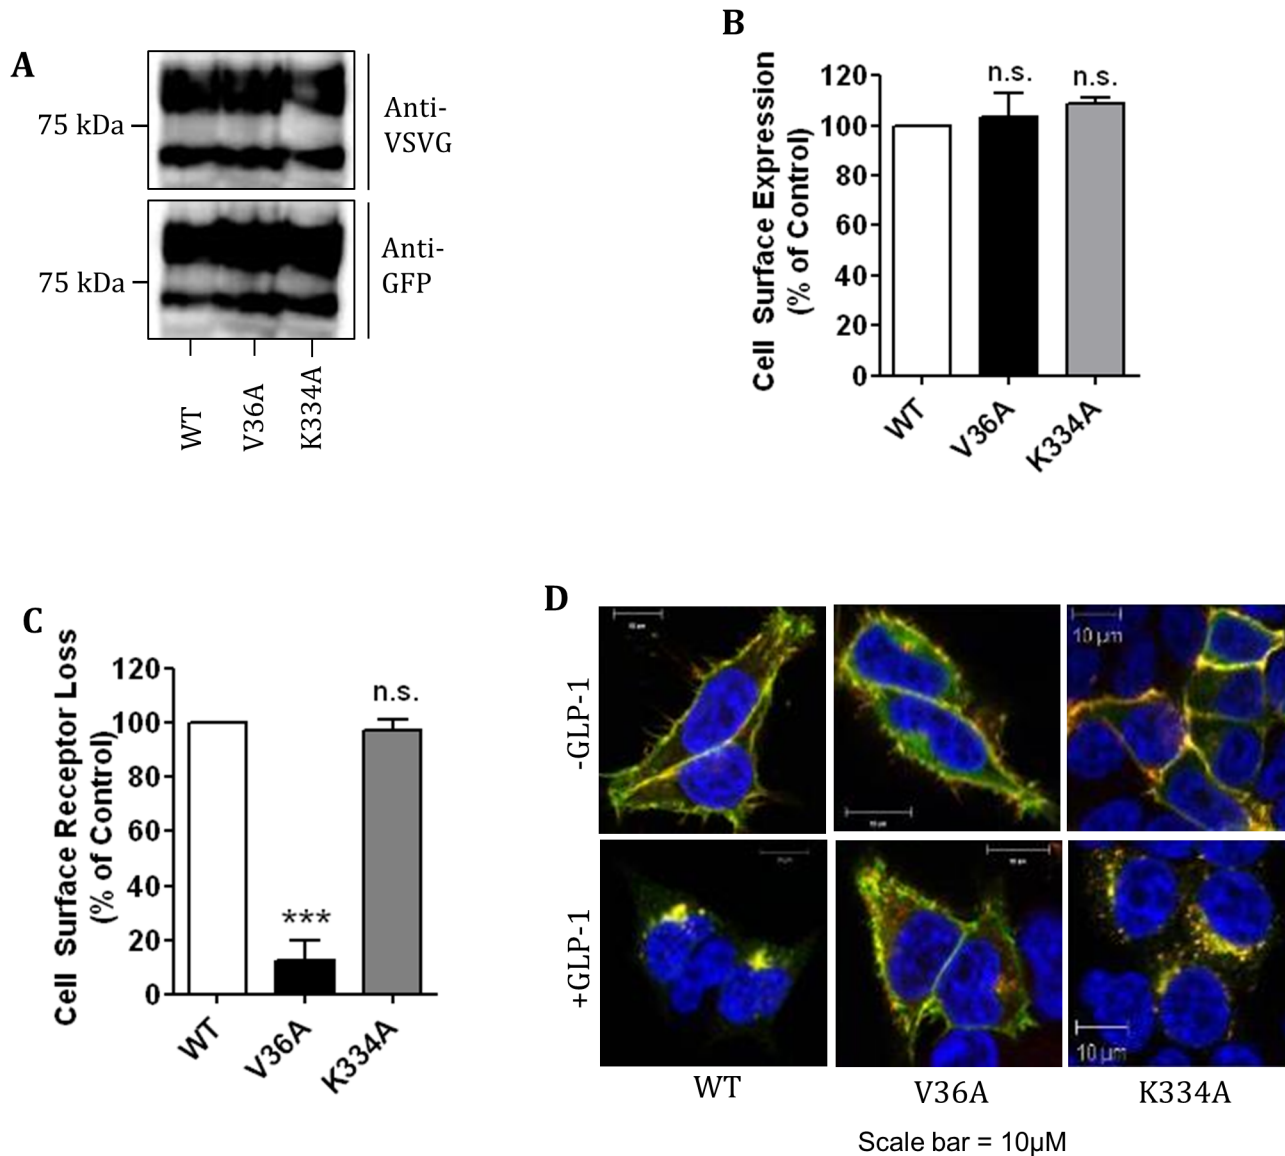 A
75 kDa
Anti-
VSVG
75 kDa
Anti-
GFP
WT
V36A
K334A
B
Cell Surface Expression
(% of Control)
120
100
80
60
40
20
0
n.s.
n.s.
WT
V36A
K334A
C
Cell Surface Receptor Loss
(% of Control)
120
100
80
60
40
20
0
***
n.s.
WT
V36A
K334A
D
-GLP-1
10 µm
+GLP-1
10 µm
WT
V36A
K334A
Scale bar = 10µM